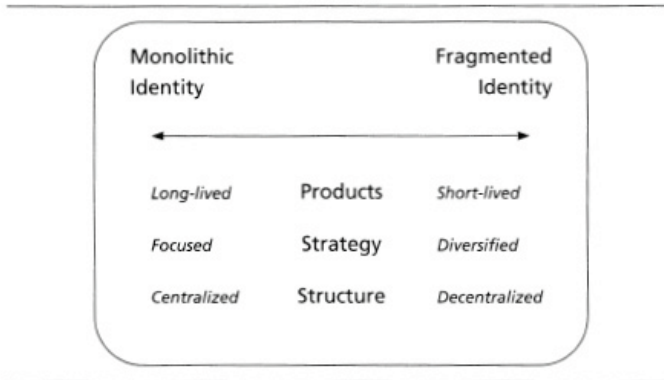 Monolithic Fragmented
Identity Identity
Long-lived Products Short-lived
Focused Strategy Diversified
Centralized Structure Decentralized